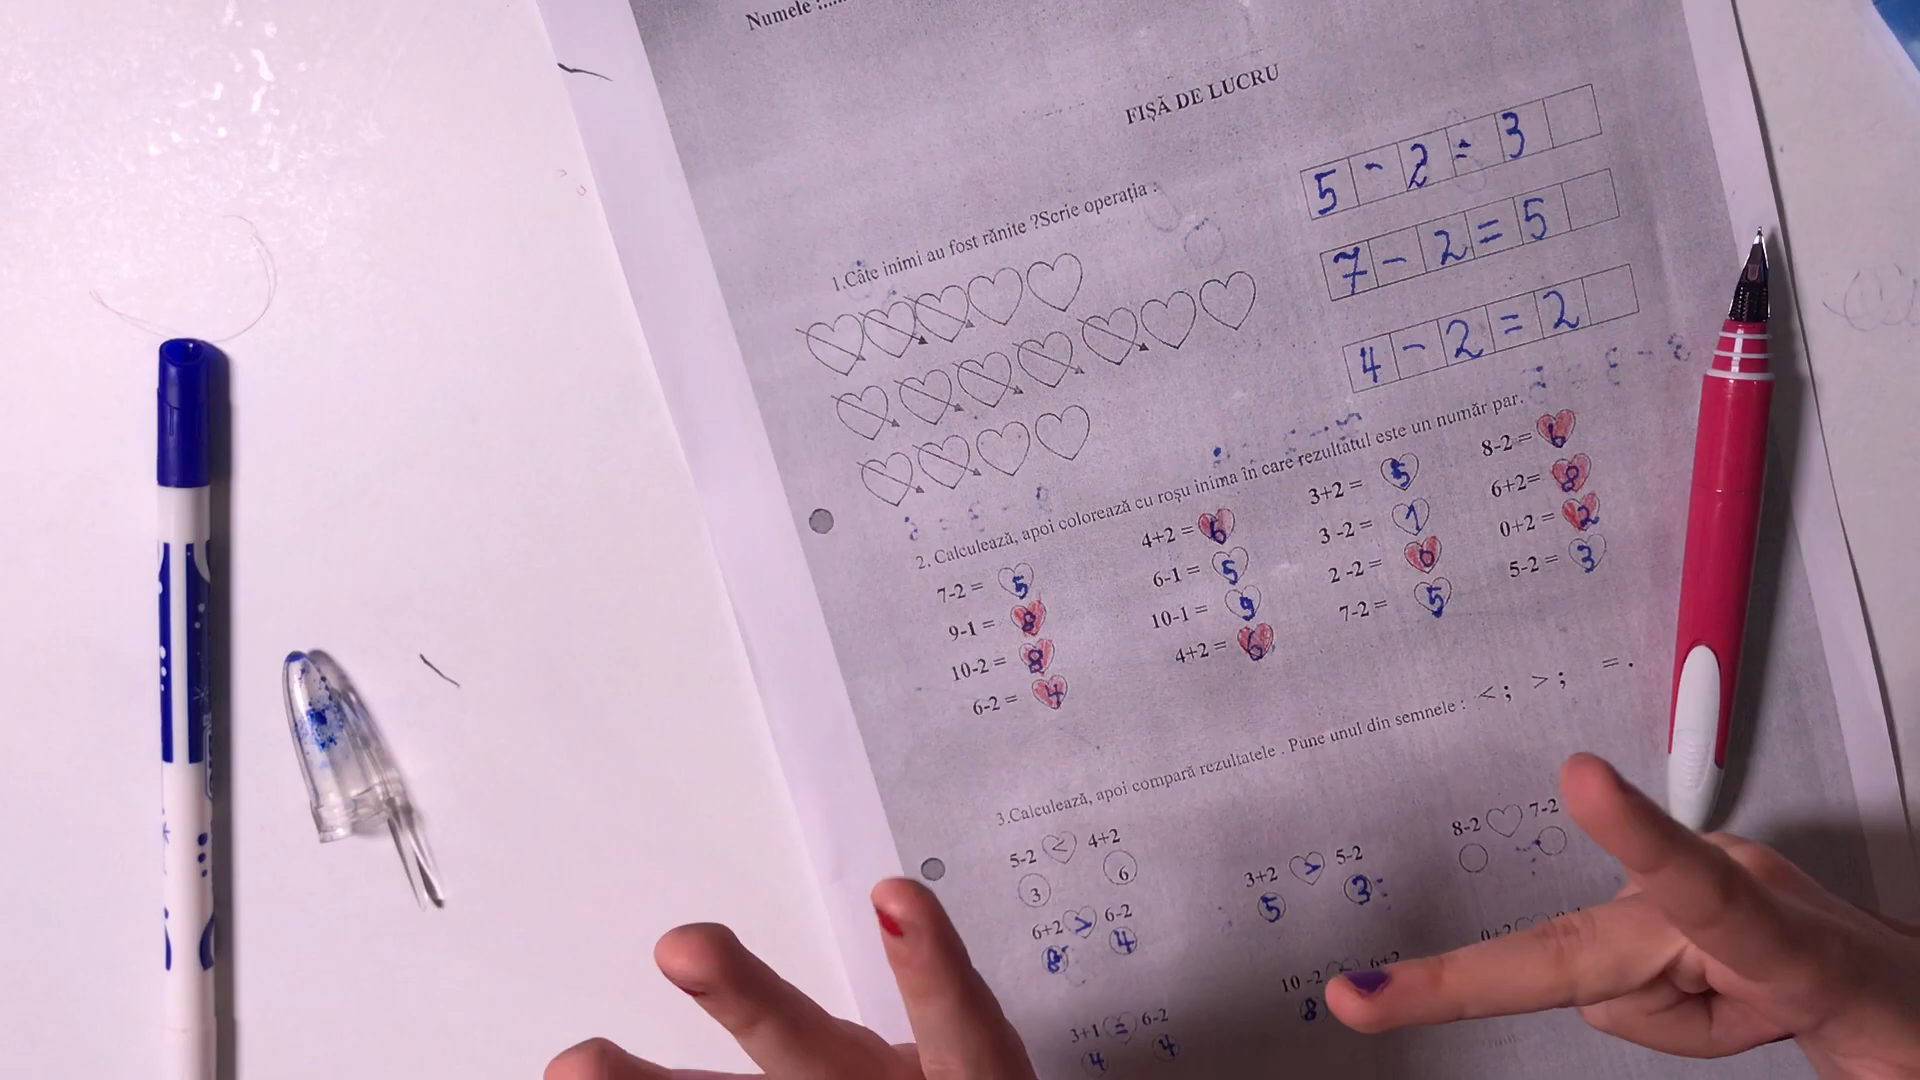 Numele :.....
FIȘĂ DE LUCRU
1.Câte inimi au fost rănite ?Scrie operația :
5 - 2 = 3
7 - 2 = 5
4 - 2 = 2
2. Calculează, apoi colorează cu roșu inima în care rezultatul este un număr par.
7-2 = 5
9-1 = 8
10-2 = 8
6-2 = 4
4+2 = 6
6-1 = 5
10-1 = 9
4+2 = 6
3+2 = 5
3 -2 = 1
2 -2 = 0
7-2 = 5
8-2 = 6
6+2= 8
0+2 = 2
5-2 = 3
3.Calculează, apoi compară rezultatele . Pune unul din semnele : < ; > ; = .
5-2 < 4+2
3 6
3+2 > 5-2
5 3
8-2 7-2
6+2 > 6-2
8 4
10 -2 6+2
8
0+2
3+1 = 6-2
4 4